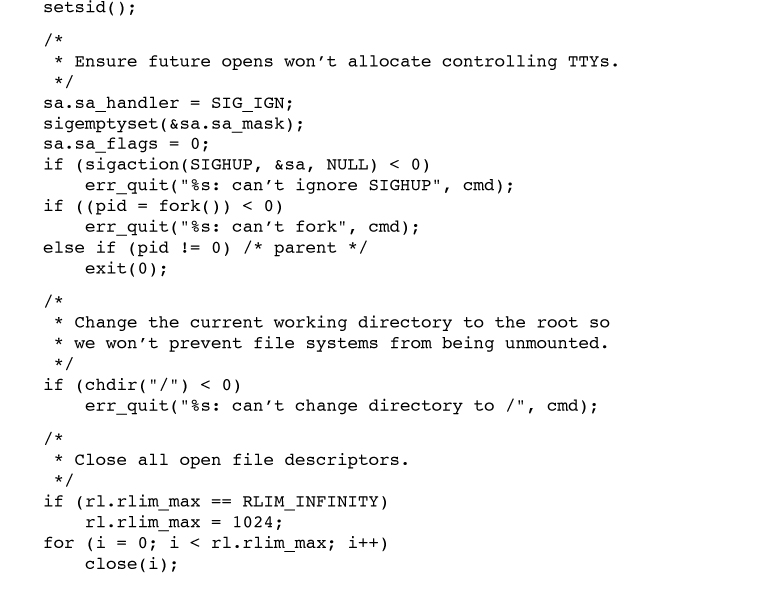 setsid();
/*
 * Ensure future opens won’t allocate controlling TTYs.
 */
sa.sa_handler = SIG_IGN;
sigemptyset(&sa.sa_mask);
sa.sa_flags = 0;
if (sigaction(SIGHUP, &sa, NULL) < 0)
    err_quit("%s: can’t ignore SIGHUP", cmd);
if ((pid = fork()) < 0)
    err_quit("%s: can’t fork", cmd);
else if (pid != 0) /* parent */
    exit(0);
/*
 * Change the current working directory to the root so
 * we won’t prevent file systems from being unmounted.
 */
if (chdir("/") < 0)
    err_quit("%s: can’t change directory to /", cmd);
/*
 * Close all open file descriptors.
 */
if (rl.rlim_max == RLIM_INFINITY)
    rl.rlim_max = 1024;
for (i = 0; i < rl.rlim_max; i++)
    close(i);